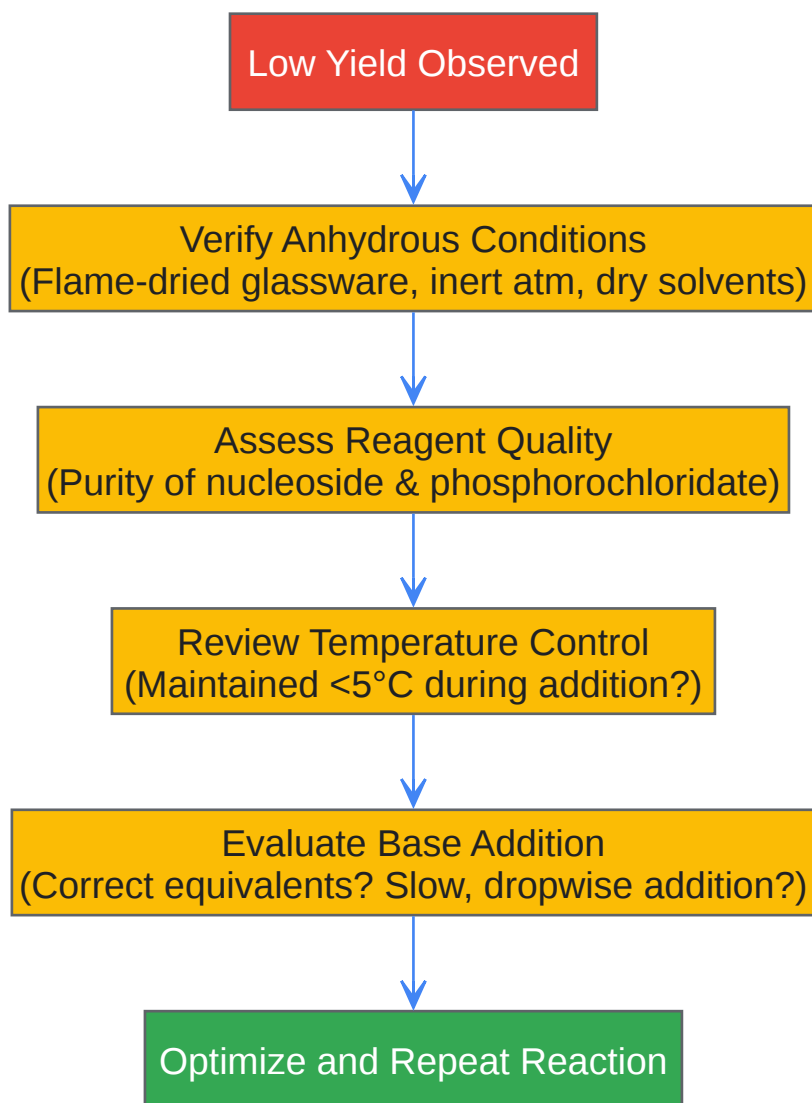 Low Yield Observed
Verify Anhydrous Conditions
(Flame-dried glassware, inert atm, dry solvents)
Assess Reagent Quality
(Purity of nucleoside & phosphorochloridate)
Review Temperature Control
(Maintained <5°C during addition?)
Evaluate Base Addition
(Correct equivalents? Slow, dropwise addition?)
Optimize and Repeat Reaction